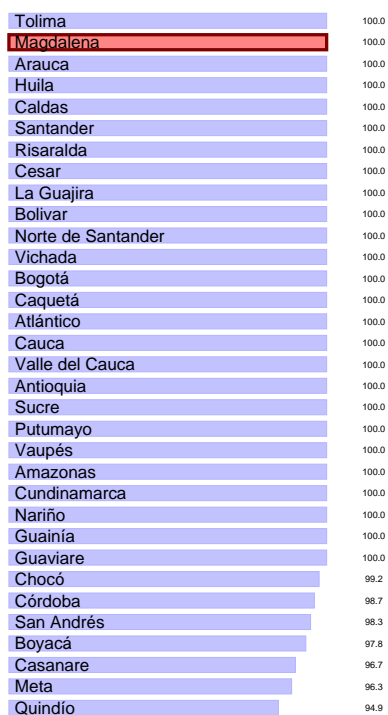 Tolima 100.0
Magdalena 100.0
Arauca 100.0
Huila 100.0
Caldas 100.0
Santander 100.0
Risaralda 100.0
Cesar 100.0
La Guajira 100.0
Bolivar 100.0
Norte de Santander 100.0
Vichada 100.0
Bogotá 100.0
Caquetá 100.0
Atlántico 100.0
Cauca 100.0
Valle del Cauca 100.0
Antioquia 100.0
Sucre 100.0
Putumayo 100.0
Vaupés 100.0
Amazonas 100.0
Cundinamarca 100.0
Nariño 100.0
Guainía 100.0
Guaviare 100.0
Chocó 99.2
Córdoba 98.7
San Andrés 98.3
Boyacá 97.8
Casanare 96.7
Meta 96.3
Quindío 94.9